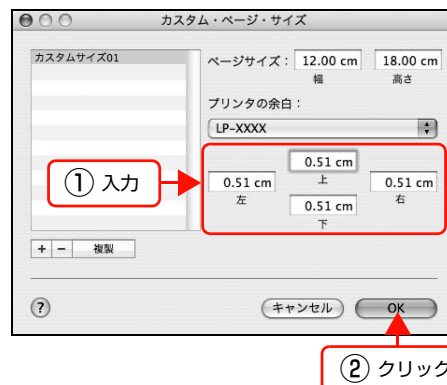 カスタム・ページ・サイズ
カスタムサイズ01
ページサイズ： 12.00 cm 18.00 cm
幅 高さ
プリンタの余白：
LP-XXXX
① 入力
0.51 cm
上
0.51 cm 0.51 cm
左 右
0.51 cm
下
+ − 複製
? キャンセル OK
② クリック